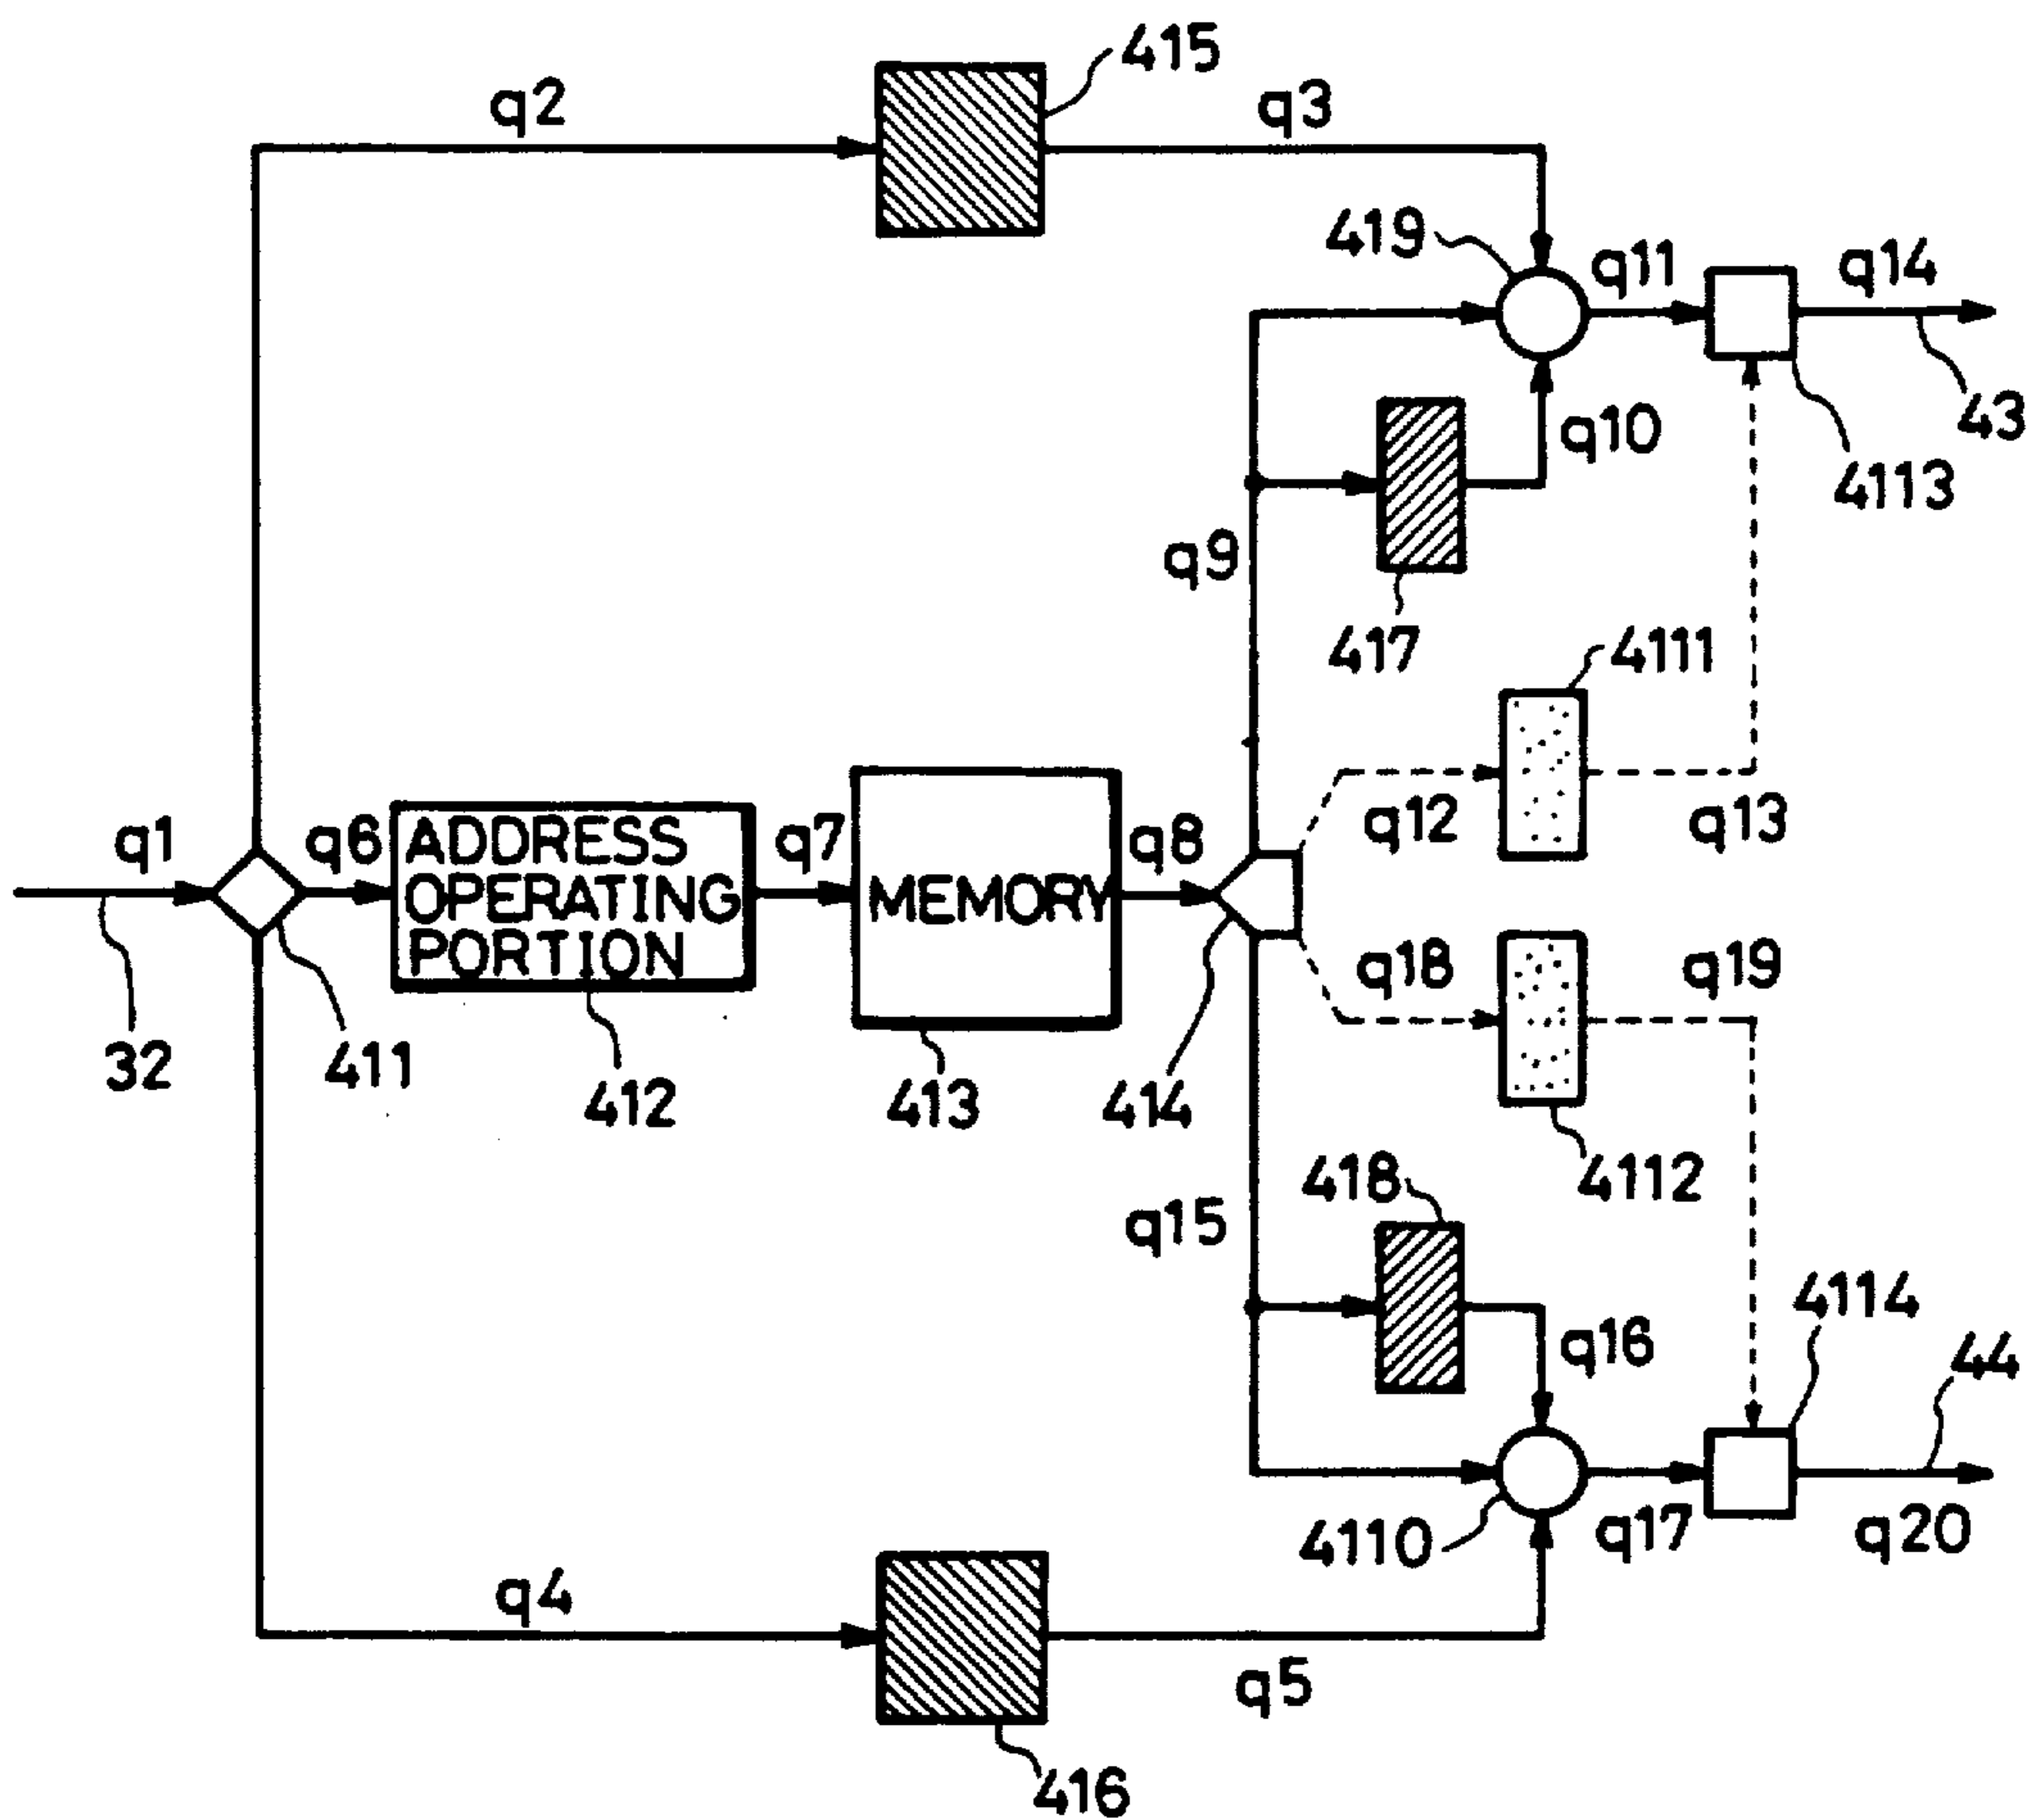 415
q2
q3
419
q11
q14
43
q10
4113
q9
417
4111
q1
q6
ADDRESS
OPERATING
PORTION
q7
MEMORY
q8
q12
q13
32
411
412
413
414
q18
q19
4112
418
q15
4114
q16
44
4110
q17
q20
q4
q5
416